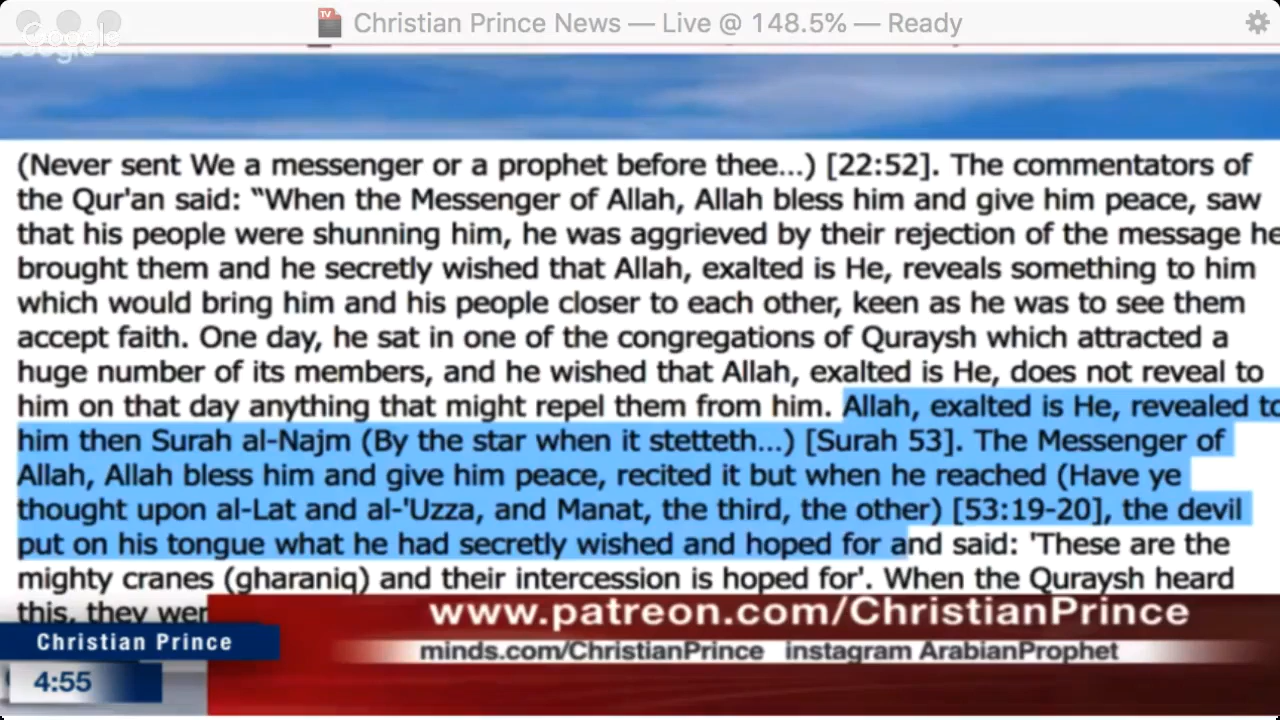 Christian Prince News — Live @ 148.5% — Ready
Google
(Never sent We a messenger or a prophet before thee...) [22:52]. The commentators of
the Qur'an said: “When the Messenger of Allah, Allah bless him and give him peace, saw
that his people were shunning him, he was aggrieved by their rejection of the message he
brought them and he secretly wished that Allah, exalted is He, reveals something to him
which would bring him and his people closer to each other, keen as he was to see them
accept faith. One day, he sat in one of the congregations of Quraysh which attracted a
huge number of its members, and he wished that Allah, exalted is He, does not reveal to
him on that day anything that might repel them from him. Allah, exalted is He, revealed to
him then Surah al-Najm (By the star when it stetteth...) [Surah 53]. The Messenger of
Allah, Allah bless him and give him peace, recited it but when he reached (Have ye
thought upon al-Lat and al-'Uzza, and Manat, the third, the other) [53:19-20], the devil
put on his tongue what he had secretly wished and hoped for and said: 'These are the
mighty cranes (gharaniq) and their intercession is hoped for'. When the Quraysh heard
this, they wer
www.patreon.com/ChristianPrince
Christian Prince
minds.com/ChristianPrince instagram ArabianProphet
4:55